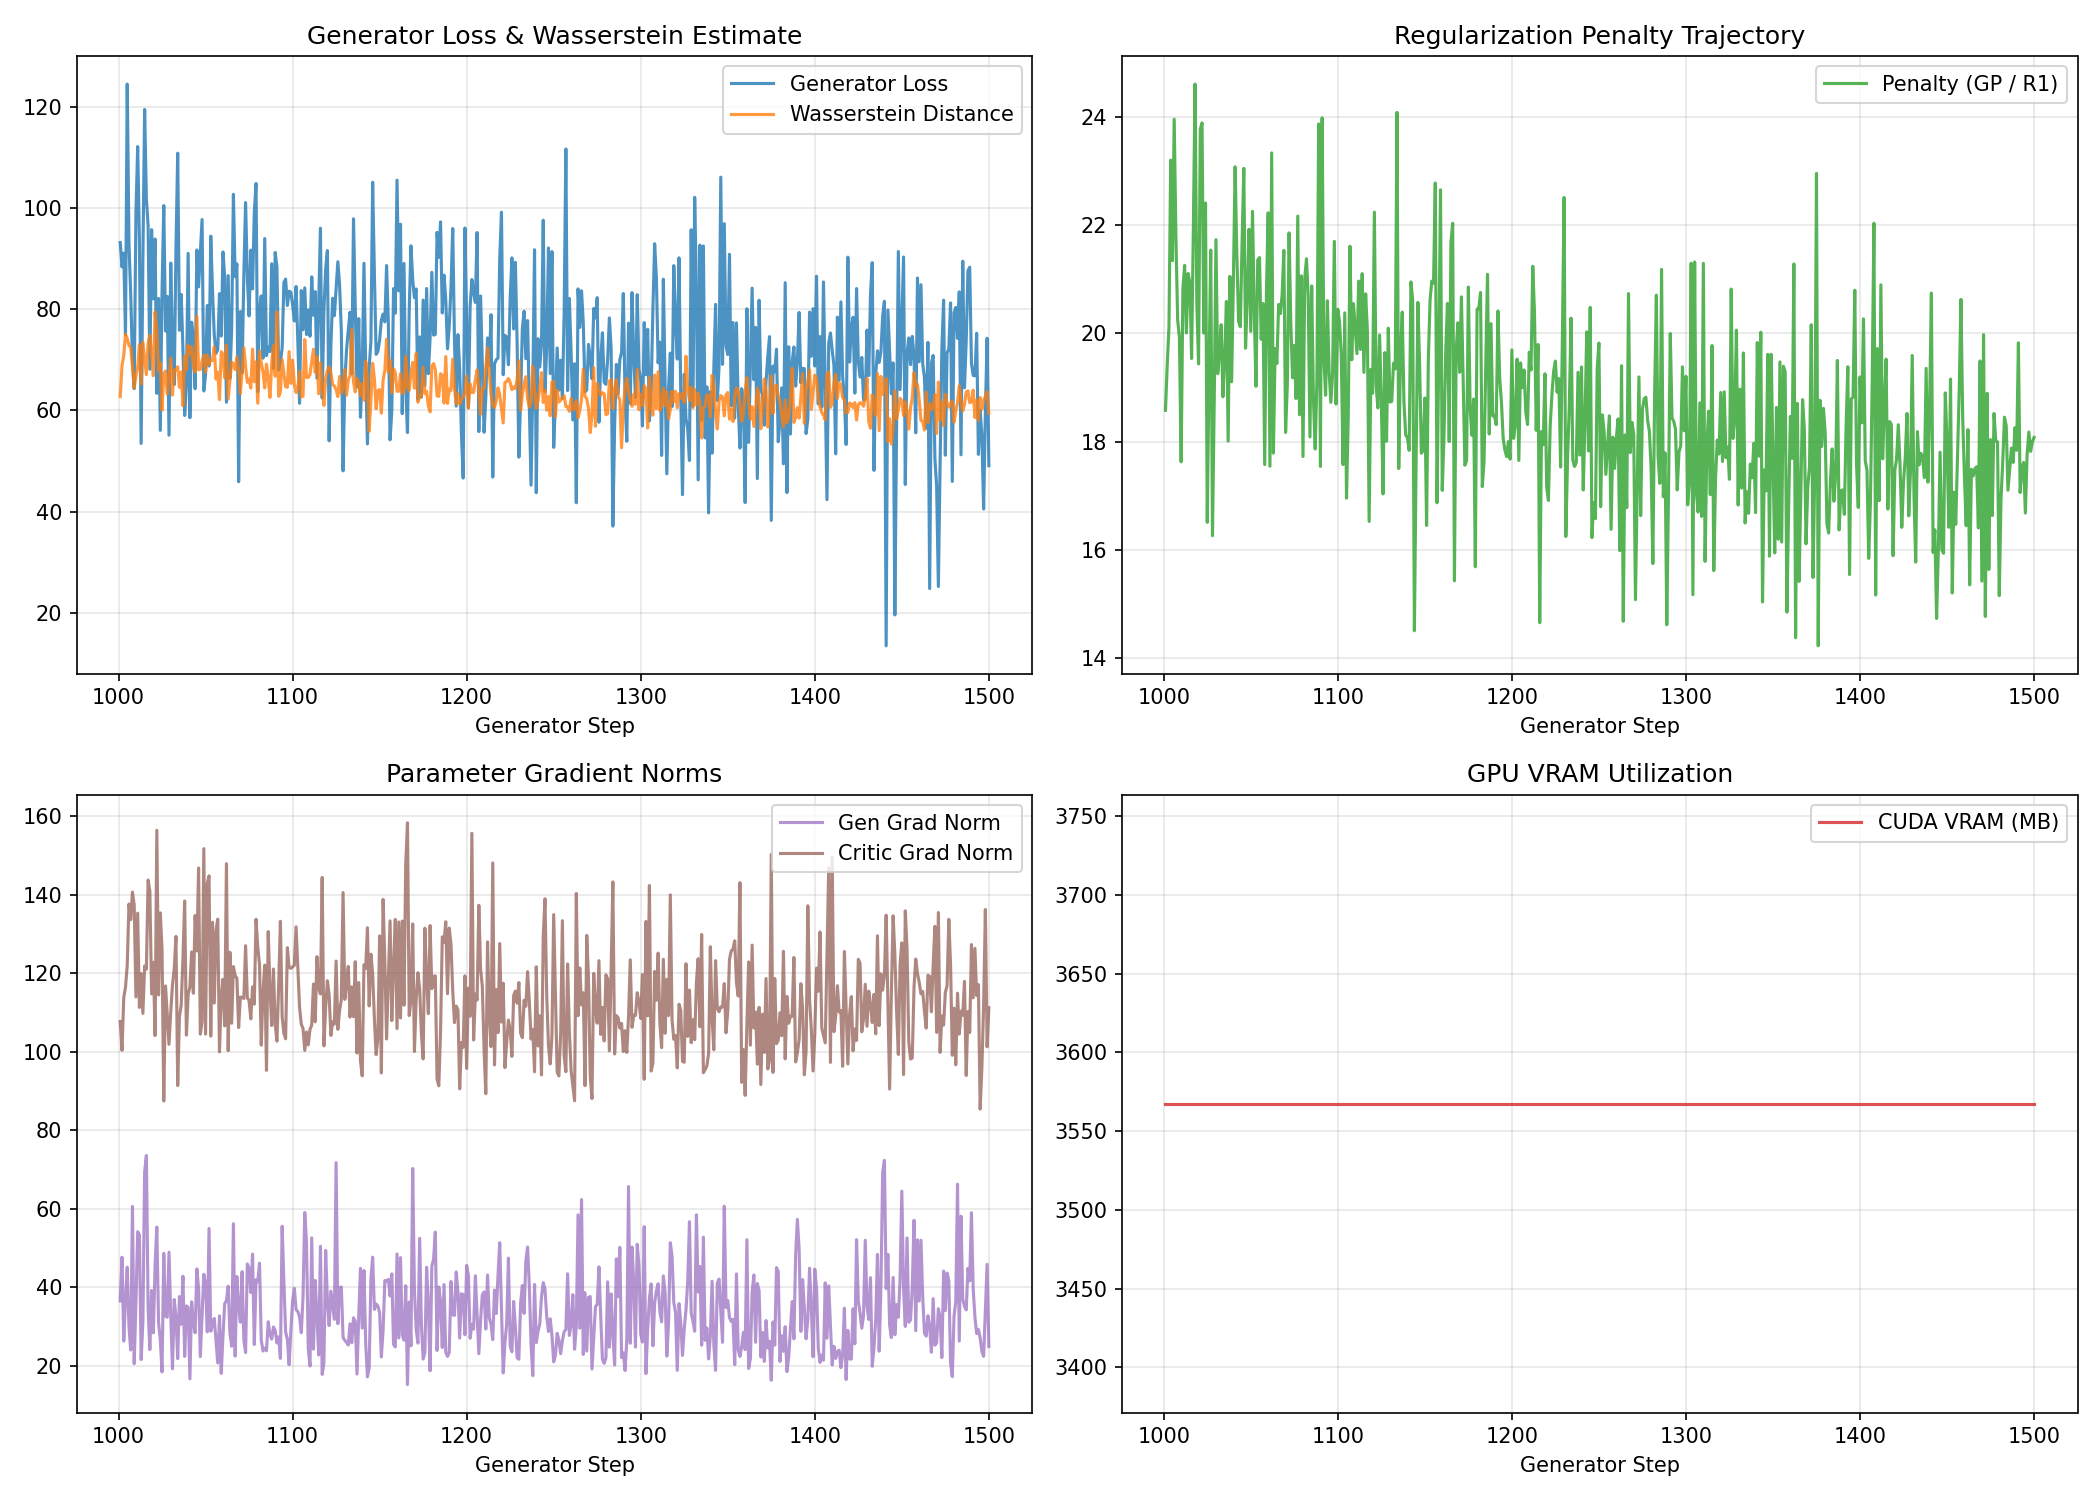 Generator Loss & Wasserstein Estimate
Generator Loss
Wasserstein Distance
120
100
80
60
40
20
1000 1100 1200 1300 1400 1500
Generator Step
Regularization Penalty Trajectory
Penalty (GP / R1)
24
22
20
18
16
14
1000 1100 1200 1300 1400 1500
Generator Step
Parameter Gradient Norms
Gen Grad Norm
Critic Grad Norm
160
140
120
100
80
60
40
20
1000 1100 1200 1300 1400 1500
Generator Step
GPU VRAM Utilization
CUDA VRAM (MB)
3750
3700
3650
3600
3550
3500
3450
3400
1000 1100 1200 1300 1400 1500
Generator Step